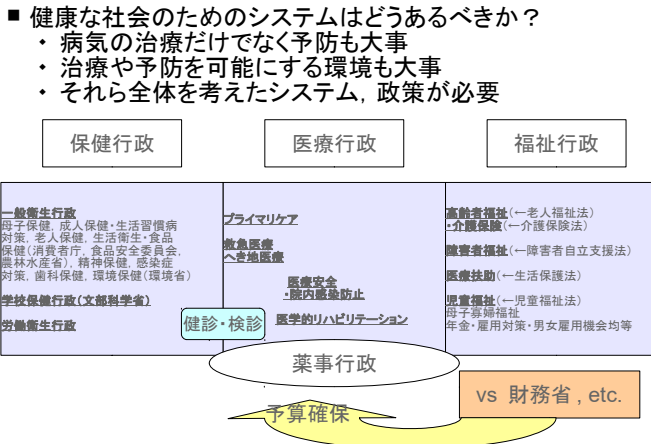 ■ 健康な社会のためのシステムはどうあるべきか？
・ 病気の治療だけでなく予防も大事
・ 治療や予防を可能にする環境も大事
・ それら全体を考えたシステム，政策が必要
保健行政
医療行政
福祉行政
一般衛生行政
母子保健，成人保健・生活習慣病
対策，老人保健，生活衛生・食品
保健(消費者庁，食品安全委員会，
農林水産省)，精神保健，感染症
対策，歯科保健，環境保健(環境省)
学校保健行政(文部科学省)
労働衛生行政
プライマリケア
救急医療
へき地医療
医療安全
・院内感染防止
医学的リハビリテーション
高齢者福祉(←老人福祉法)
・介護保険(←介護保険法)
障害者福祉(←障害者自立支援法)
医療扶助(←生活保護法)
児童福祉(←児童福祉法)
母子寡婦福祉
年金・雇用対策・男女雇用機会均等
健診・検診
薬事行政
vs 財務省 , etc.
予算確保